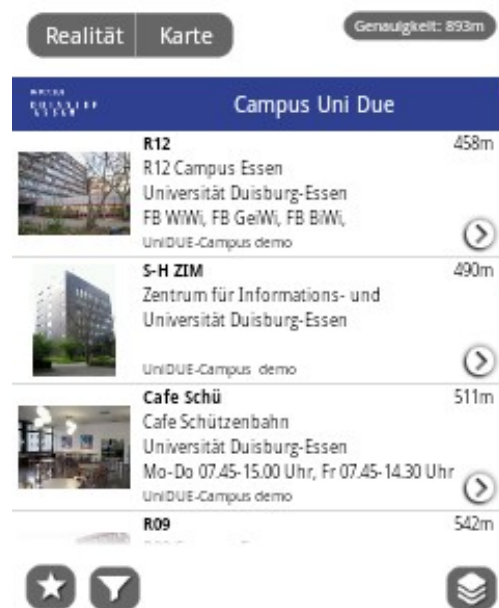 Realität Karte
Genauigkeit: 893m
DUISBURG
ESSEN
Campus Uni Due
R12 458m
R12 Campus Essen
Universität Duisburg-Essen
FB WiWi, FB GeiWi, FB BiWi,
UniDUE-Campus demo
S-H ZIM 490m
Zentrum für Informations- und
Universität Duisburg-Essen
UniDUE-Campus demo
Cafe Schü 511m
Cafe Schützenbahn
Universität Duisburg-Essen
Mo-Do 07.45-15.00 Uhr, Fr 07.45-14.30 Uhr
UniDUE-Campus demo
R09 542m